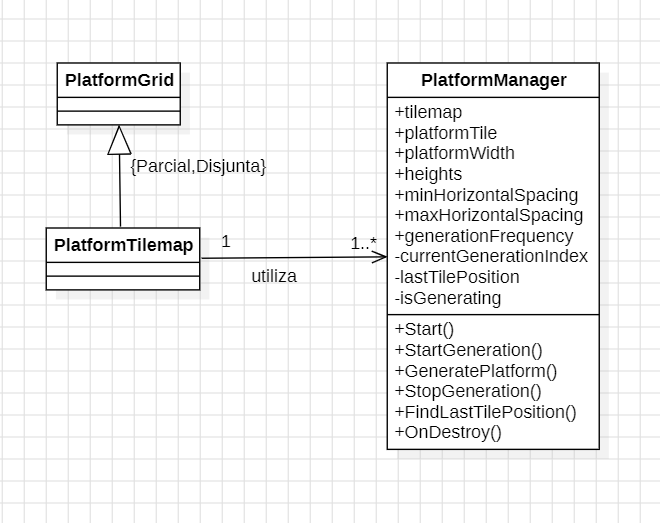 PlatformGrid
{Parcial,Disjunta}
PlatformTilemap
1
1..*
utiliza
PlatformManager
+tilemap
+platformTile
+platformWidth
+heights
+minHorizontalSpacing
+maxHorizontalSpacing
+generationFrequency
-currentGenerationIndex
-lastTilePosition
-isGenerating
+Start()
+StartGeneration()
+GeneratePlatform()
+StopGeneration()
+FindLastTilePosition()
+OnDestroy()